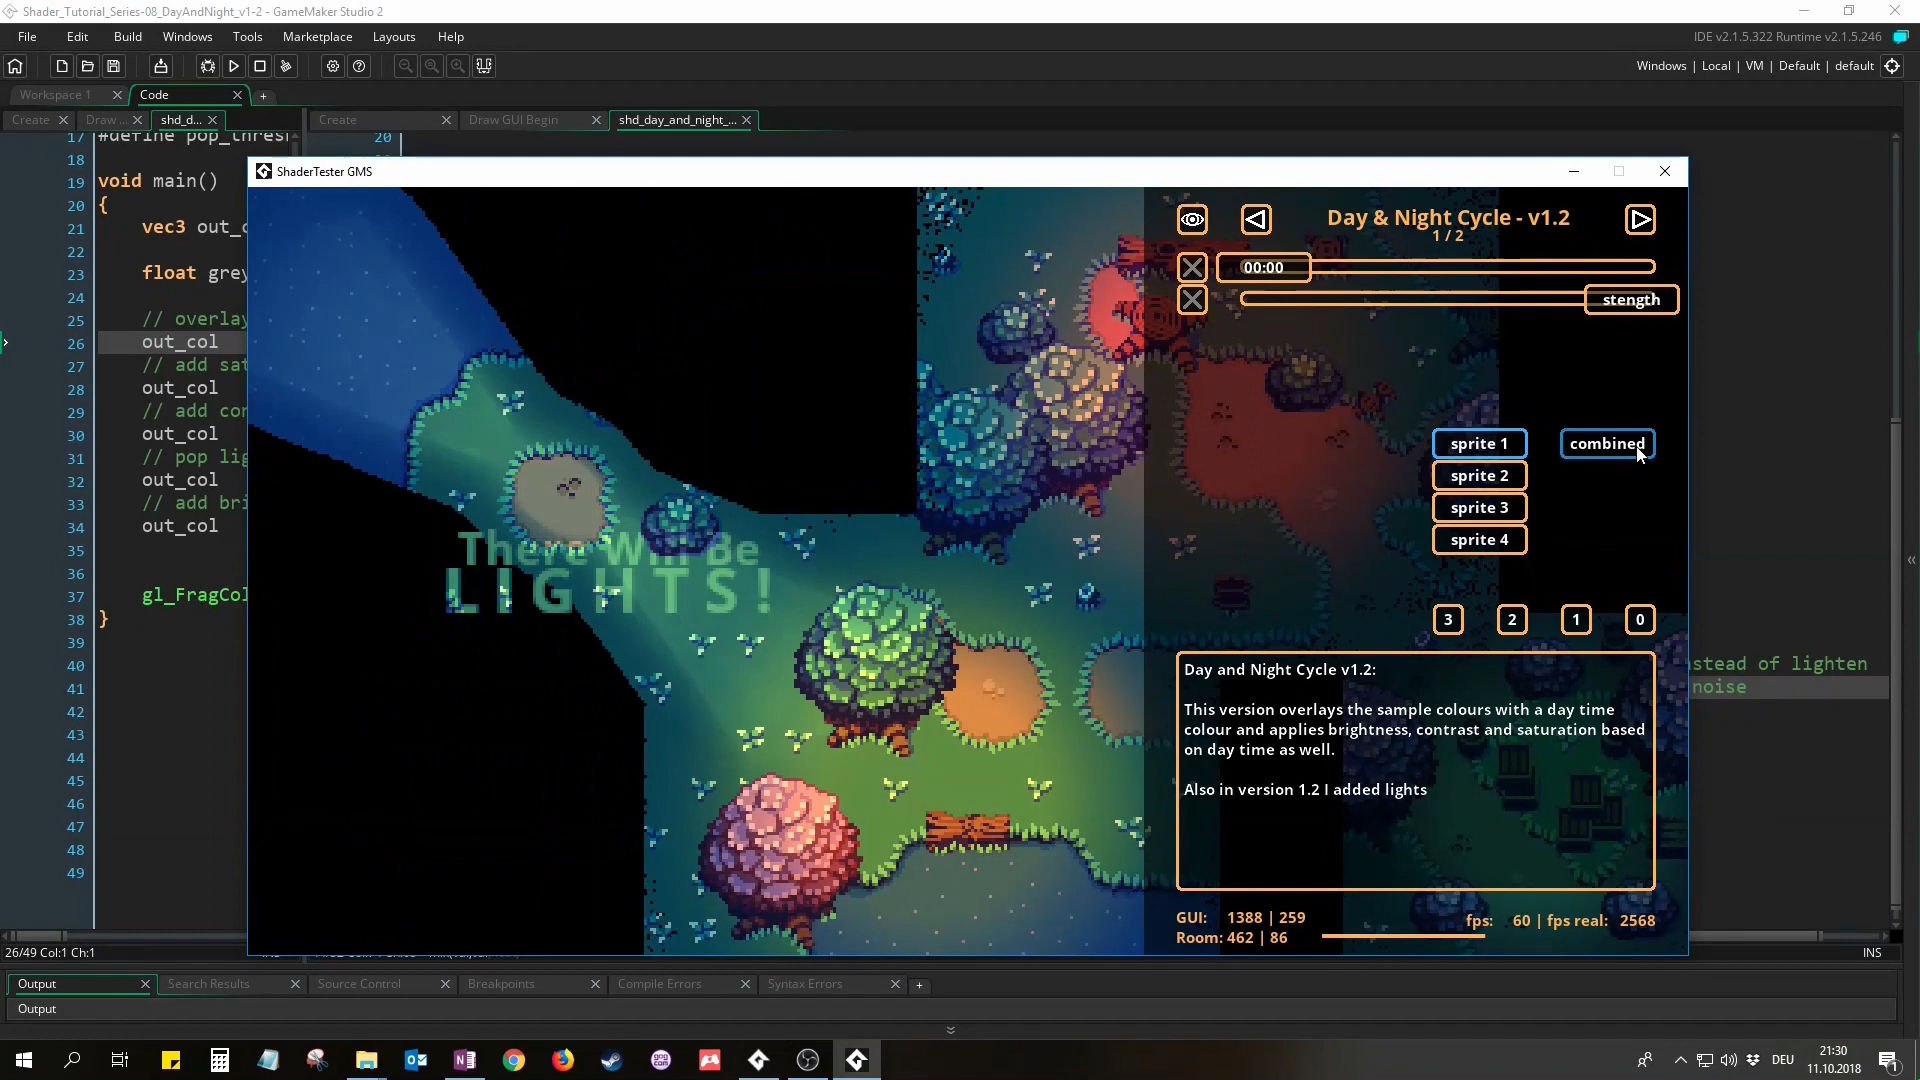 Shader_Tutorial_Series-08_DayAndNight_v1-2 - GameMaker Studio 2
File Edit Build Windows Tools Marketplace Layouts Help
IDE v2.1.5.322 Runtime v2.1.5.246
Windows | Local | VM | Default | default
Workspace 1 Code
Create Draw ... shd_d... Create Draw GUI Begin shd_day_and_night_...
17 #define pop_thres
20
18
19 void main()
20 {
21 vec3 out_c
22
23 float grey
24
25 // overlay
26 out_col
27 // add sat
28 out_col
29 // add con
30 out_col
31 // pop lig
32 out_col
33 // add bri
34 out_col
35
36
37 gl_FragCol
38 }
39
40
41
42
43
44
45
46
47
48
49
stead of lighten
noise
ShaderTester GMS
Day & Night Cycle - v1.2
1 / 2
00:00
stength
sprite 1 combined
sprite 2
sprite 3
sprite 4
3 2 1 0
There Will Be
LIGHTS!
Day and Night Cycle v1.2:
This version overlays the sample colours with a day time
colour and applies brightness, contrast and saturation based
on day time as well.
Also in version 1.2 I added lights
GUI: 1388 | 259
Room: 462 | 86
fps: 60 | fps real: 2568
26/49 Col:1 Ch:1
INS
Output Search Results Source Control Breakpoints Compile Errors Syntax Errors
Output
DEU
21:30
11.10.2018